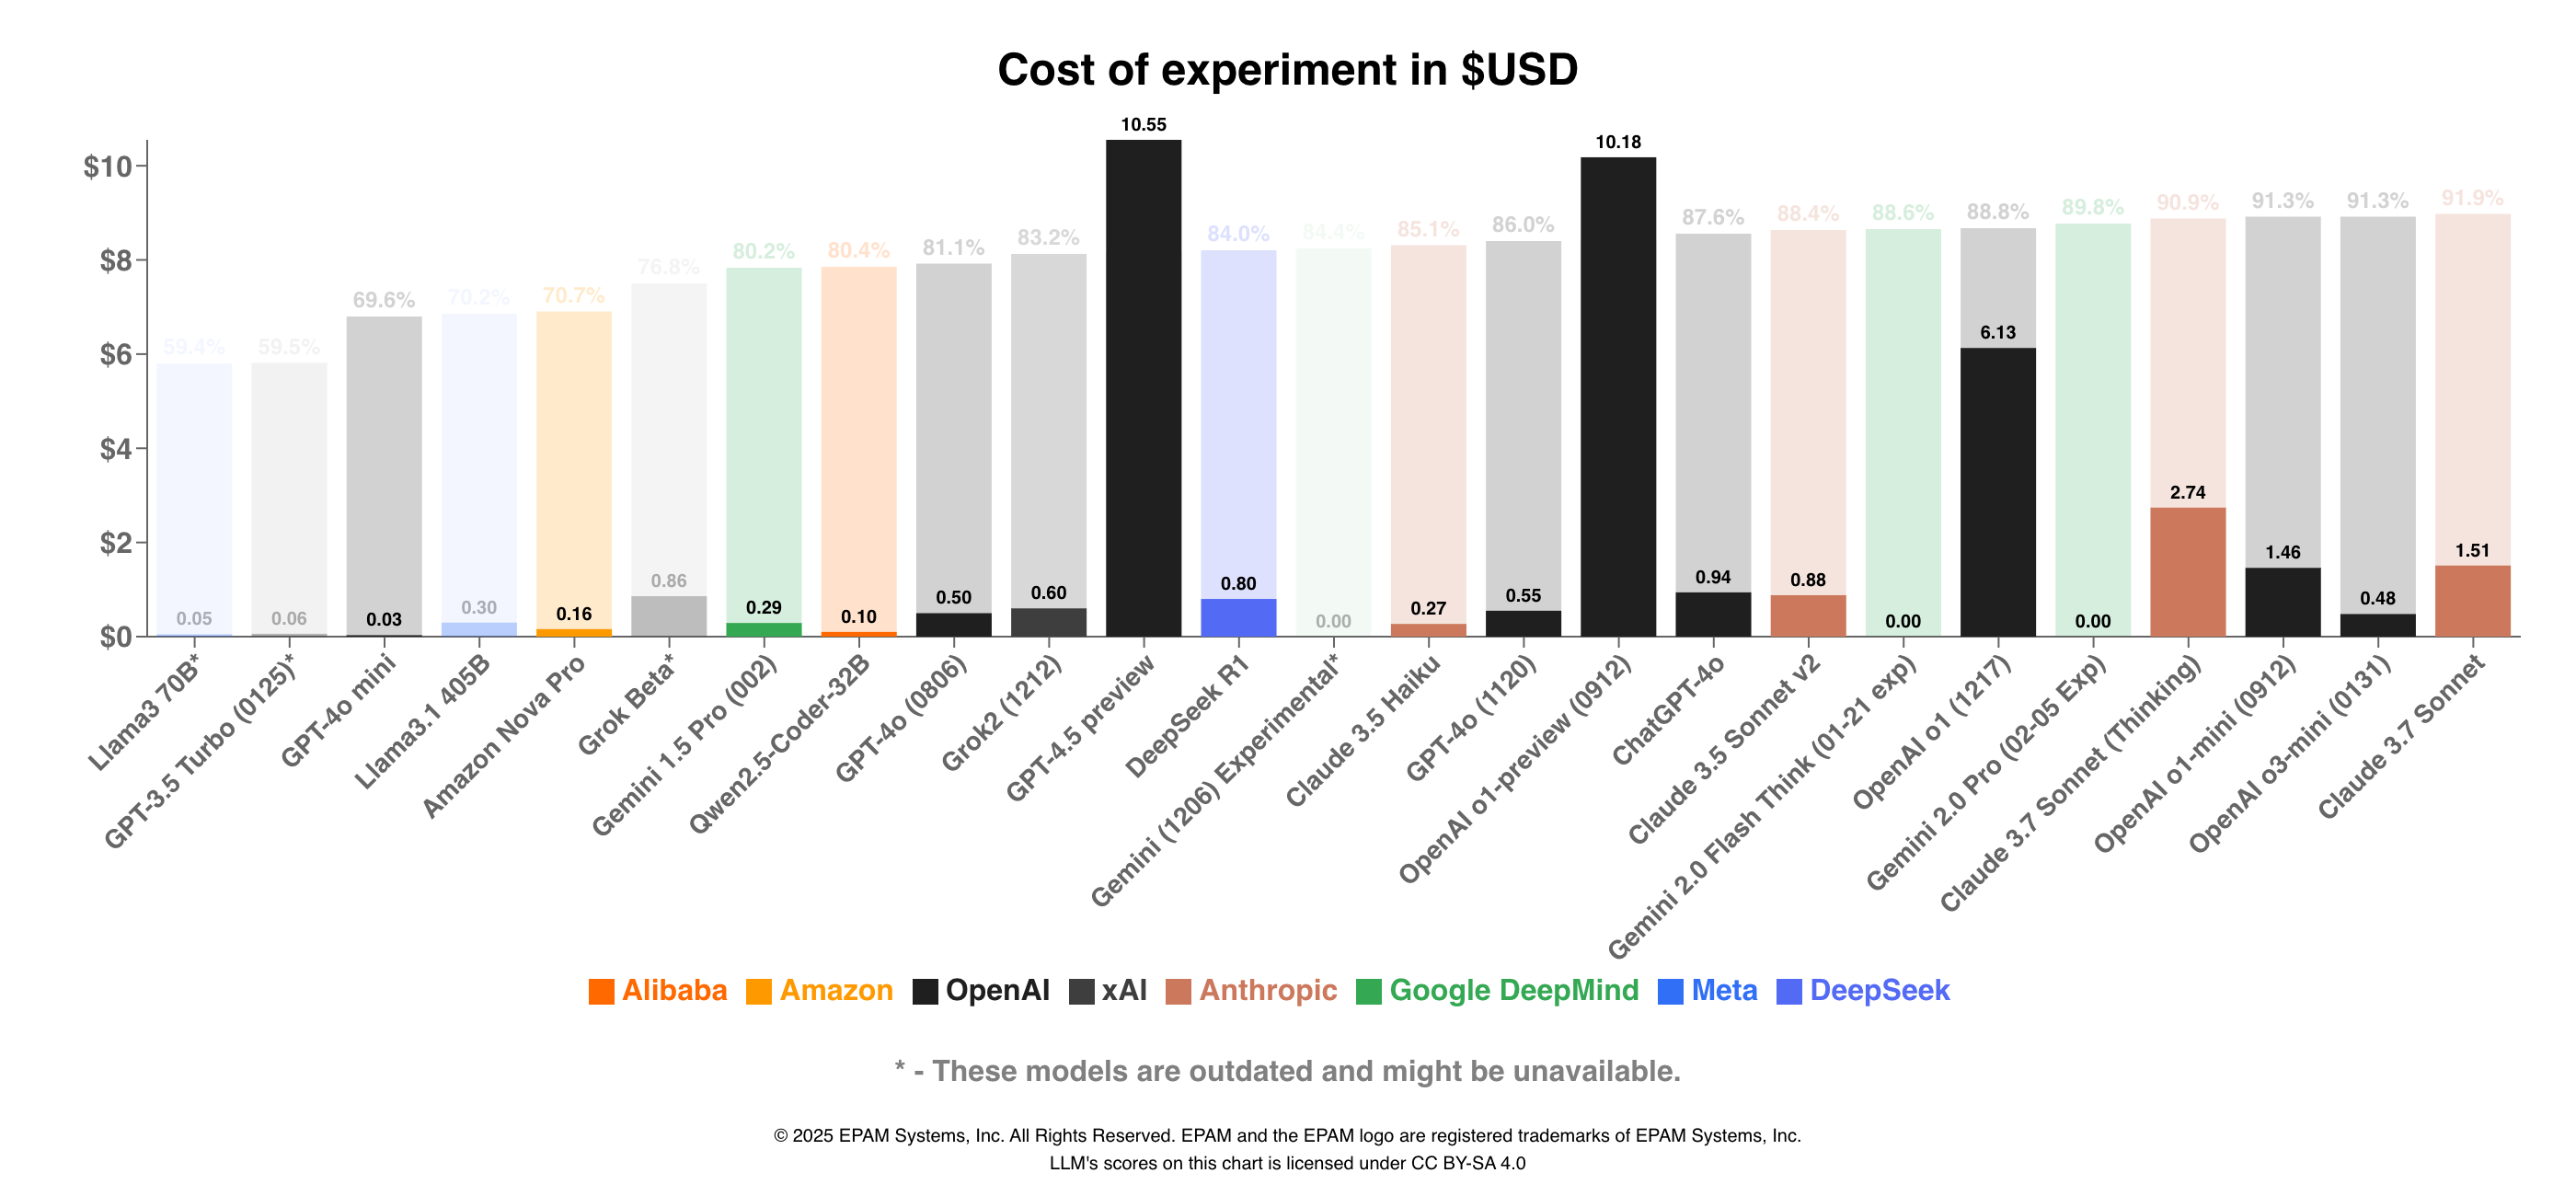 Cost of experiment in $USD
$10
$8
$6
$4
$2
$0
59.4%
59.5%
69.6%
70.2%
70.7%
76.8%
80.2%
80.4%
81.1%
83.2%
10.55
84.0%
84.4%
85.1%
86.0%
10.18
87.6%
88.4%
88.6%
88.8%
89.8%
90.9%
91.3%
91.3%
91.9%
0.05
0.06
0.03
0.30
0.16
0.86
0.29
0.10
0.50
0.60
0.80
0.00
0.27
0.55
0.94
0.88
0.00
6.13
0.00
2.74
1.46
0.48
1.51
Llama3 70B*
GPT-3.5 Turbo (0125)*
GPT-4o mini
Llama3.1 405B
Amazon Nova Pro
Grok Beta*
Gemini 1.5 Pro (002)
Qwen2.5-Coder-32B
GPT-4o (0806)
Grok2 (1212)
GPT-4.5 preview
DeepSeek R1
Gemini (1206) Experimental*
Claude 3.5 Haiku
GPT-4o (1120)
OpenAI o1-preview (0912)
ChatGPT-4o
Claude 3.5 Sonnet v2
Gemini 2.0 Flash Think (01-21 exp)
OpenAI o1 (1217)
Gemini 2.0 Pro (02-05 Exp)
Claude 3.7 Sonnet (Thinking)
OpenAI o1-mini (0912)
OpenAI o3-mini (0131)
Claude 3.7 Sonnet
Alibaba Amazon OpenAI xAI Anthropic Google DeepMind Meta DeepSeek
* - These models are outdated and might be unavailable.
© 2025 EPAM Systems, Inc. All Rights Reserved. EPAM and the EPAM logo are registered trademarks of EPAM Systems, Inc.
LLM's scores on this chart is licensed under CC BY-SA 4.0